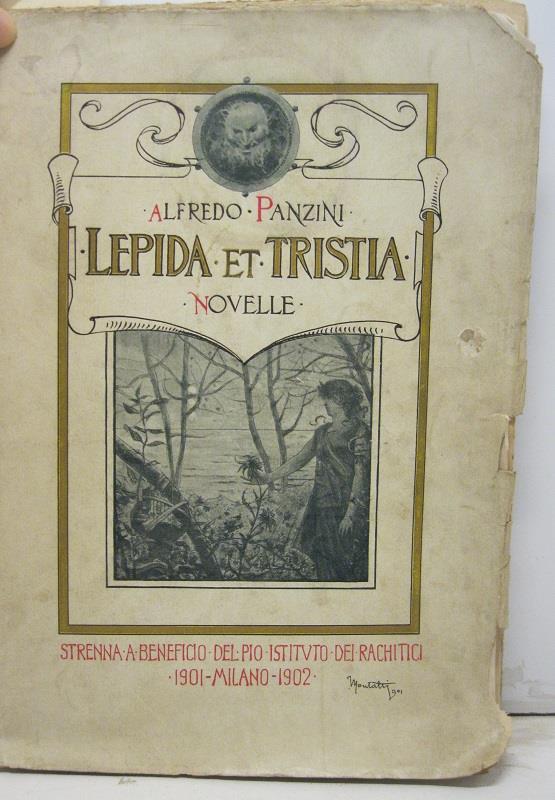 ·ALFREDO·PANZINI·
·LEPIDA·ET·TRISTIA·
·NOVELLE·
STRENNA·A·BENEFICIO·DEL·PIO·ISTITVTO·DEI·RACHITICI
·1901-MILANO-1902·